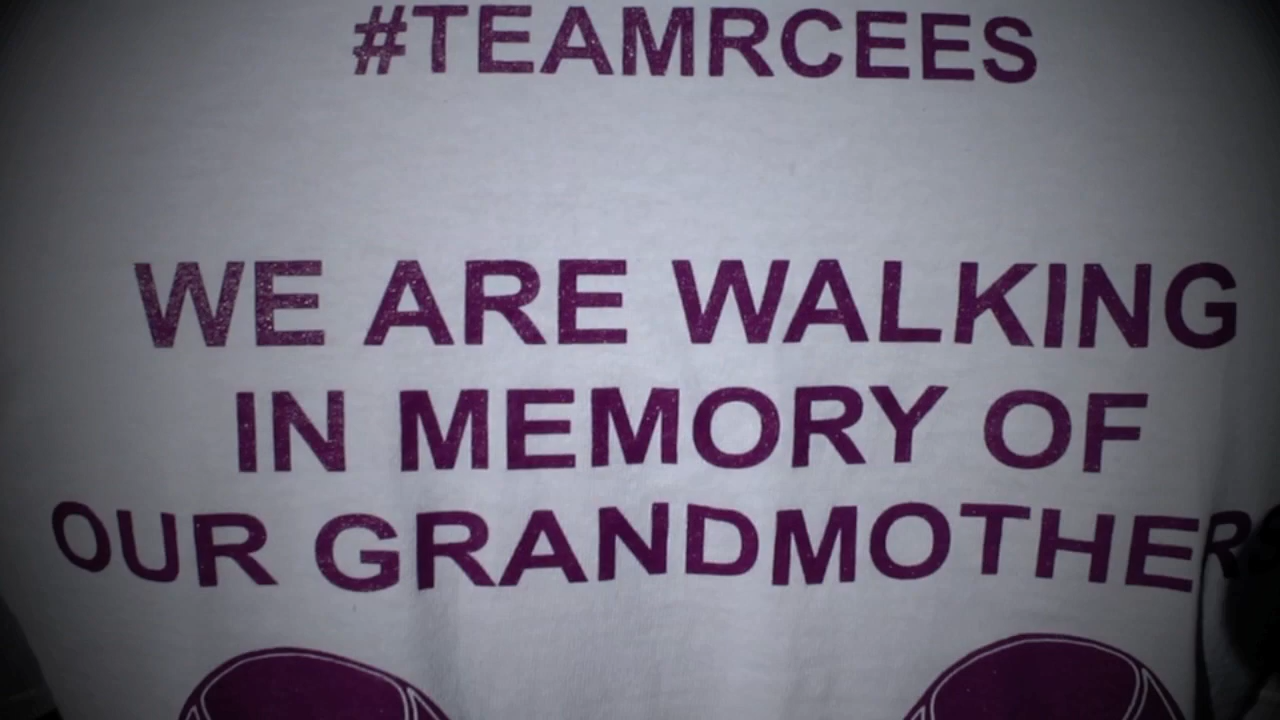 #TEAMRCEES
WE ARE WALKING
IN MEMORY OF
OUR GRANDMOTHER